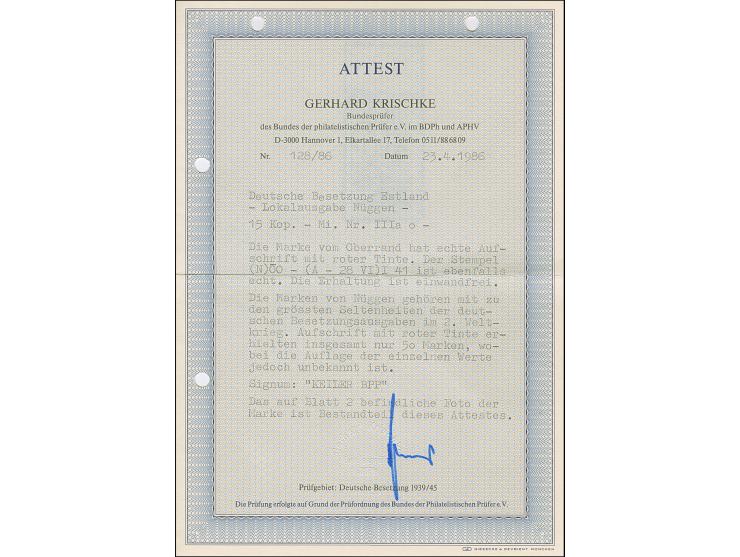 ATTEST
GERHARD KRISCHKE
Bundesprüfer
des Bundes der philatelistischen Prüfer e.V. im BDPh und APHV
D-3000 Hannover 1, Elkartallee 17, Telefon 0511/886809
Nr. 128/86 Datum 23.4.1986
Deutsche Besetzung Estland
- Lokalausgabe Nüggen -
15 Kop. - Mi. Nr. IIIa o -
Die Marke vom Oberrand hat echte Auf-
schrift mit roter Tinte. Der Stempel
(N)ÕO - (A - 28 VI)I 41 ist ebenfalls
echt. Die Erhaltung ist einwandfrei.
Die Marken von Nüggen gehören mit zu
den grössten Seltenheiten der deut-
schen Besetzungsausgaben im 2. Welt-
krieg. Aufschrift mit roter Tinte er-
hielten insgesamt nur 50 Marken, wo-
bei die Auflage der einzelnen Werte
jedoch unbekannt ist.
Signum: "KEILER BPP"
Das auf Blatt 2 befindliche Foto der
Marke ist Bestandteil dieses Attestes.
Prüfgebiet: Deutsche Besetzung 1939/45
Die Prüfung erfolgte auf Grund der Prüfordnung des Bundes der Philatelistischen Prüfer e.V.
GIESECKE & DEVRIENT MÜNCHEN